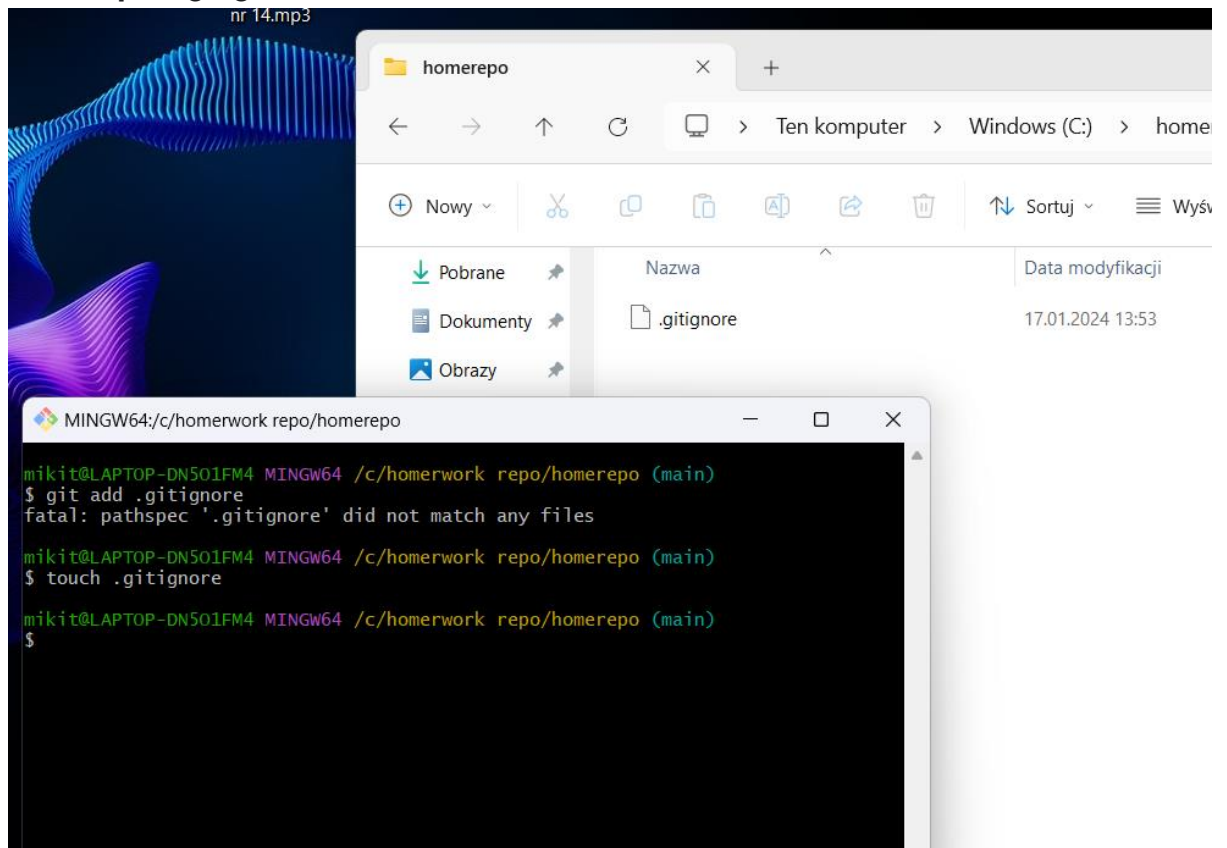 nr 14.mp3
homerepo
Ten komputer > Windows (C:) > home
Nowy
Sortuj
Wyśw
Pobrane
Nazwa
Data modyfikacji
Dokumenty
.gitignore
17.01.2024 13:53
Obrazy
MINGW64:/c/homerwork repo/homerepo
mikit@LAPTOP-DN5O1FM4 MINGW64 /c/homerwork repo/homerepo (main)
$ git add .gitignore
fatal: pathspec '.gitignore' did not match any files
mikit@LAPTOP-DN5O1FM4 MINGW64 /c/homerwork repo/homerepo (main)
$ touch .gitignore
mikit@LAPTOP-DN5O1FM4 MINGW64 /c/homerwork repo/homerepo (main)
$